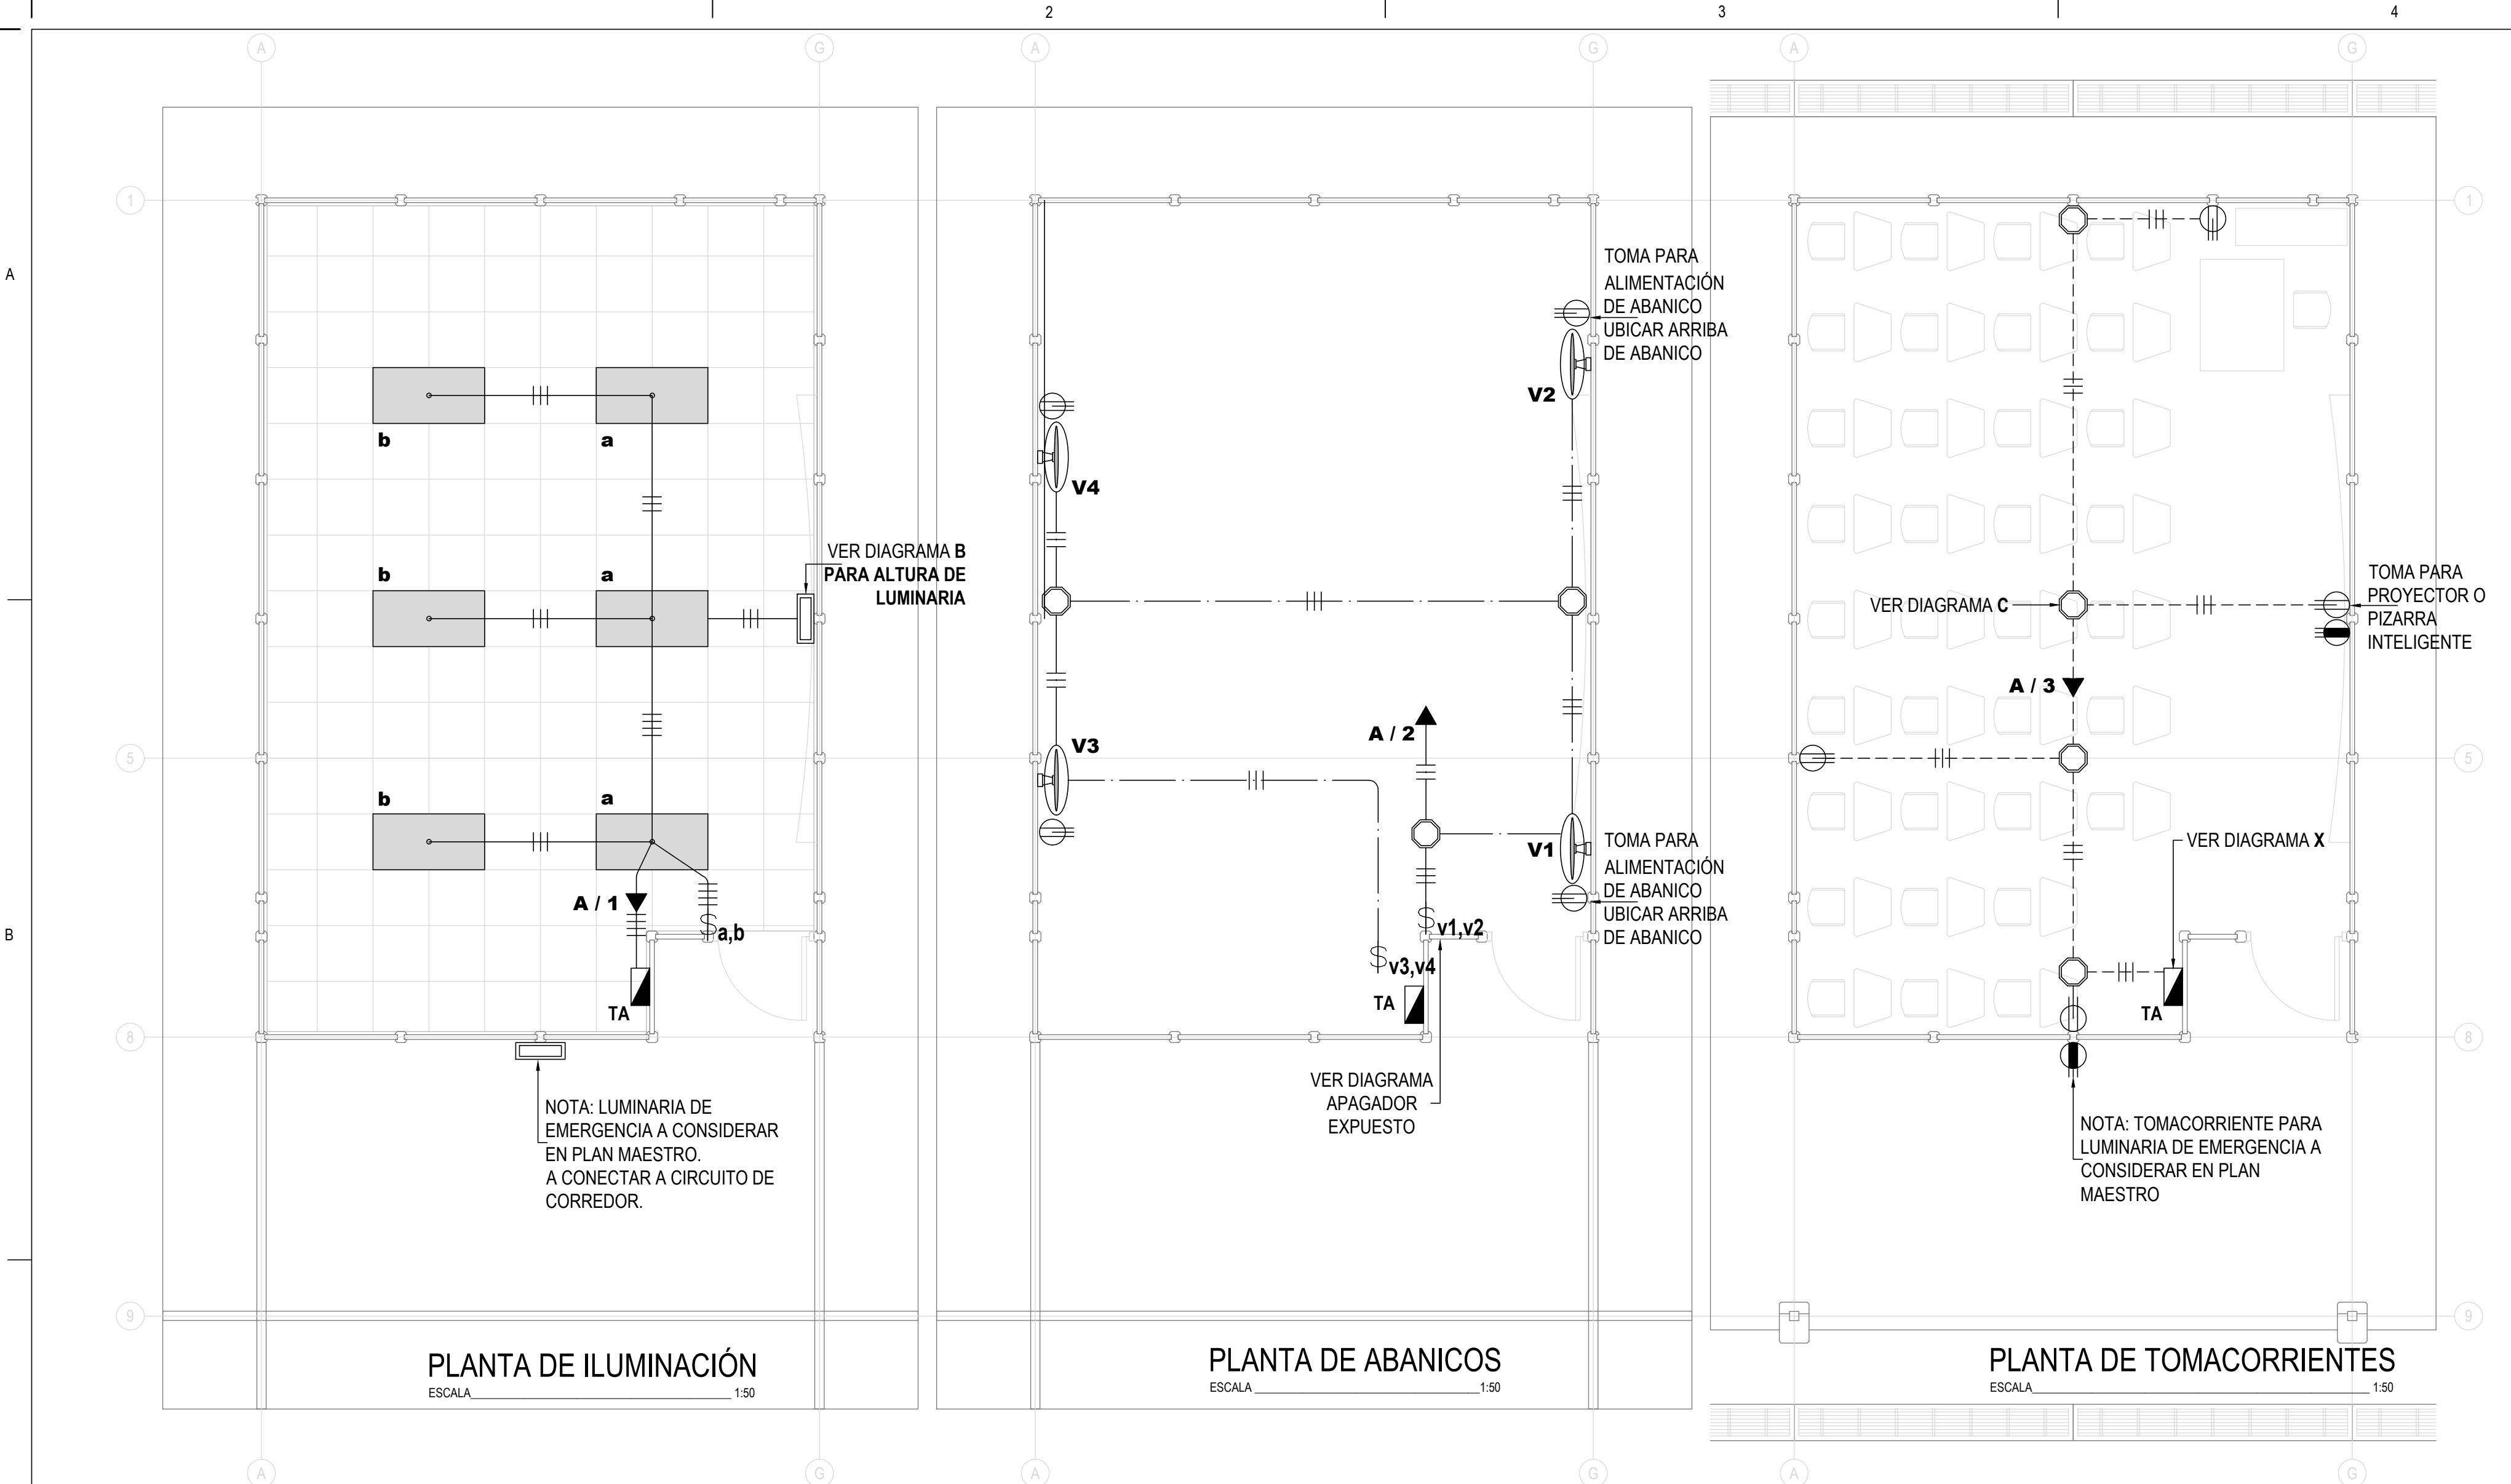 2
3
4
A
B
A
G
A
G
A
G
1
5
8
9
b
a
b
a
b
a
VER DIAGRAMA B
PARA ALTURA DE
LUMINARIA
A / 1
a,b
TA
NOTA: LUMINARIA DE
EMERGENCIA A CONSIDERAR
EN PLAN MAESTRO.
A CONECTAR A CIRCUITO DE
CORREDOR.
PLANTA DE ILUMINACIÓN
ESCALA 1:50
TOMA PARA
ALIMENTACIÓN
DE ABANICO
UBICAR ARRIBA
DE ABANICO
V2
V4
V3
A / 2
V1
TOMA PARA
ALIMENTACIÓN
DE ABANICO
UBICAR ARRIBA
DE ABANICO
v1,v2
v3,v4
TA
VER DIAGRAMA
APAGADOR
EXPUESTO
PLANTA DE ABANICOS
ESCALA 1:50
VER DIAGRAMA C
TOMA PARA
PROYECTOR O
PIZARRA
INTELIGENTE
A / 3
VER DIAGRAMA X
TA
NOTA: TOMACORRIENTE PARA
LUMINARIA DE EMERGENCIA A
CONSIDERAR EN PLAN
MAESTRO
PLANTA DE TOMACORRIENTES
ESCALA 1:50
1
5
8
9
A
G
A
G
A
G